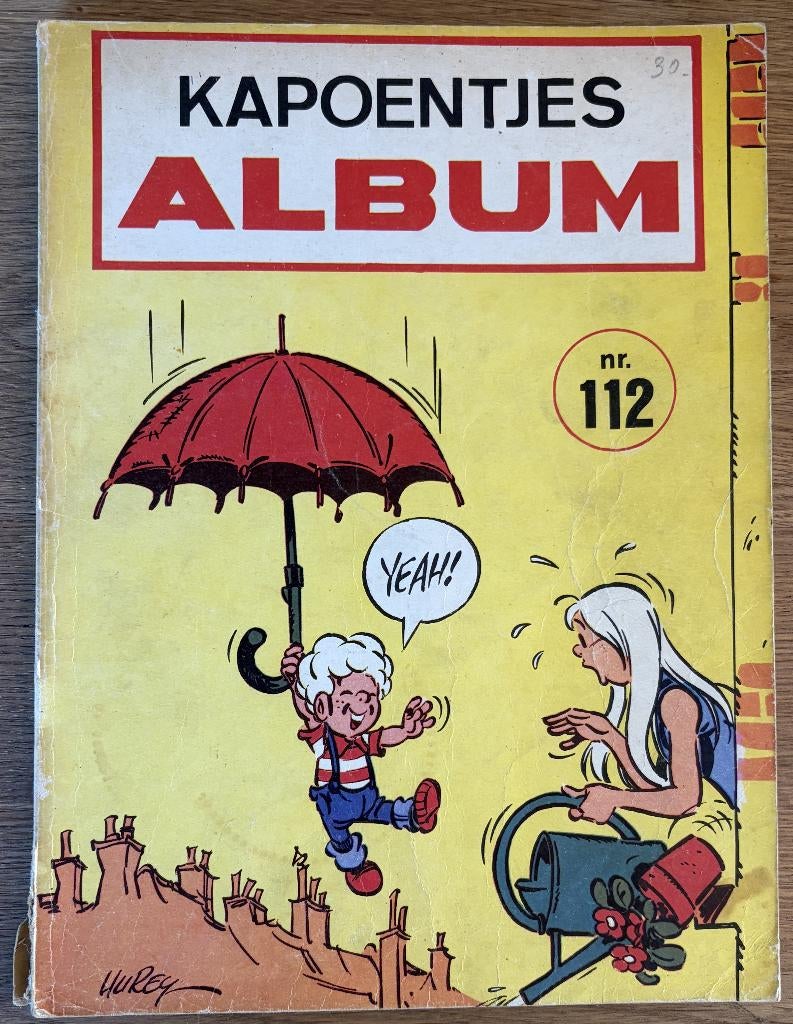 30.-
KAPOENTJES
ALBUM
nr.
112
YEAH!
HUREY